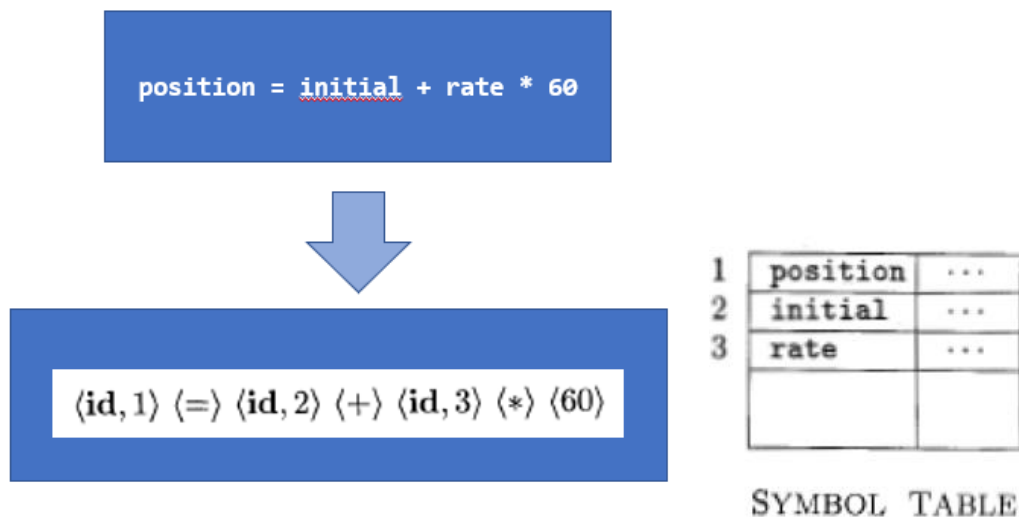 position = initial + rate * 60
⟨id, 1⟩ ⟨=⟩ ⟨id, 2⟩ ⟨+⟩ ⟨id, 3⟩ ⟨*⟩ ⟨60⟩
1 position ...
2 initial ...
3 rate ...
SYMBOL TABLE